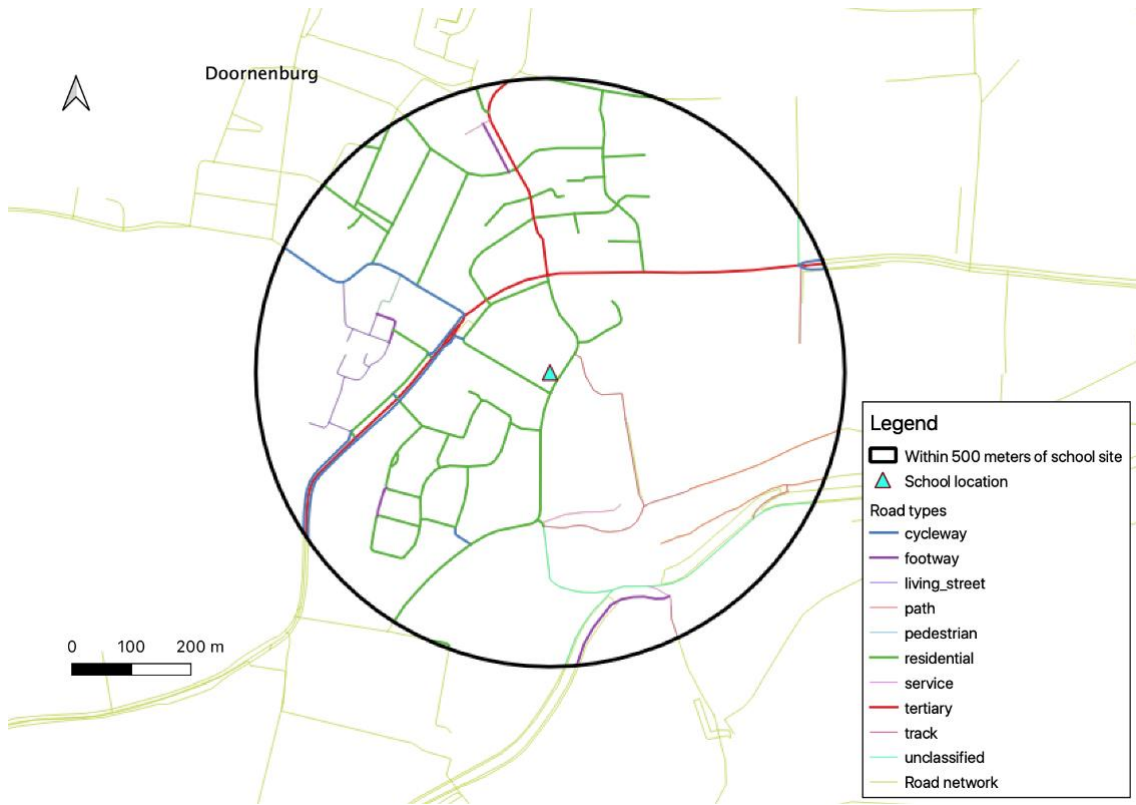 Doornenburg
0 100 200 m
Legend
Within 500 meters of school site
School location
Road types
cycleway
footway
living_street
path
pedestrian
residential
service
tertiary
track
unclassified
Road network